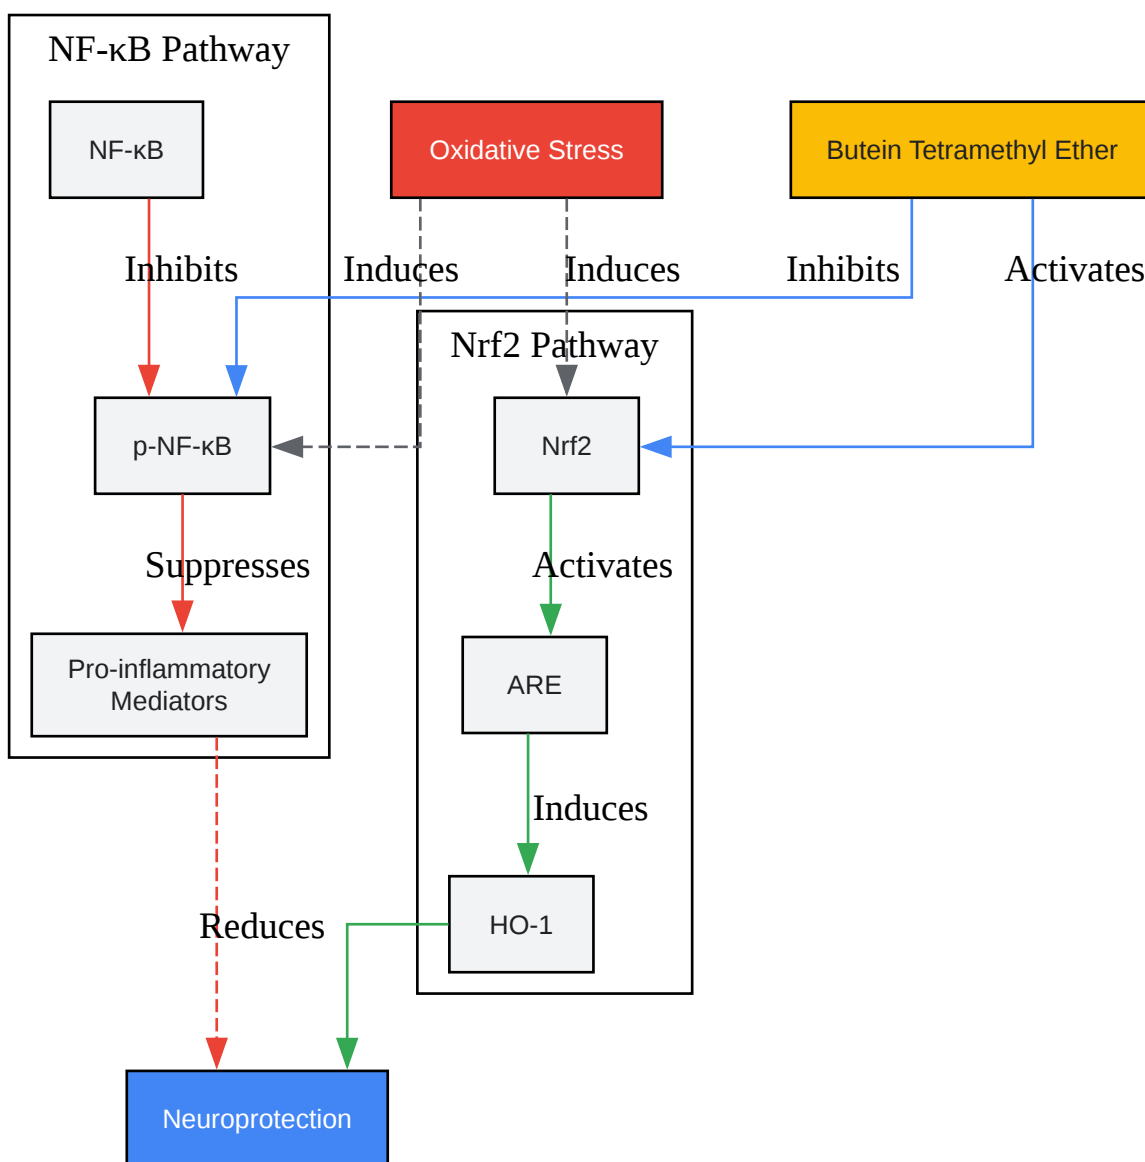 NF-κB Pathway
NF-κB
Oxidative Stress
Butein Tetramethyl Ether
Inhibits
Induces
Induces
Inhibits
Activates
Nrf2 Pathway
p-NF-κB
Nrf2
Suppresses
Activates
Pro-inflammatory
Mediators
ARE
Induces
Reduces
HO-1
Neuroprotection